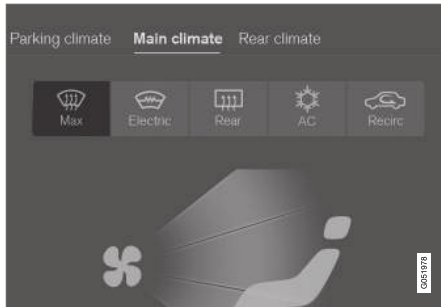 Parking climate Main climate Rear climate
Max Electric Rear AC Recirc
G051978